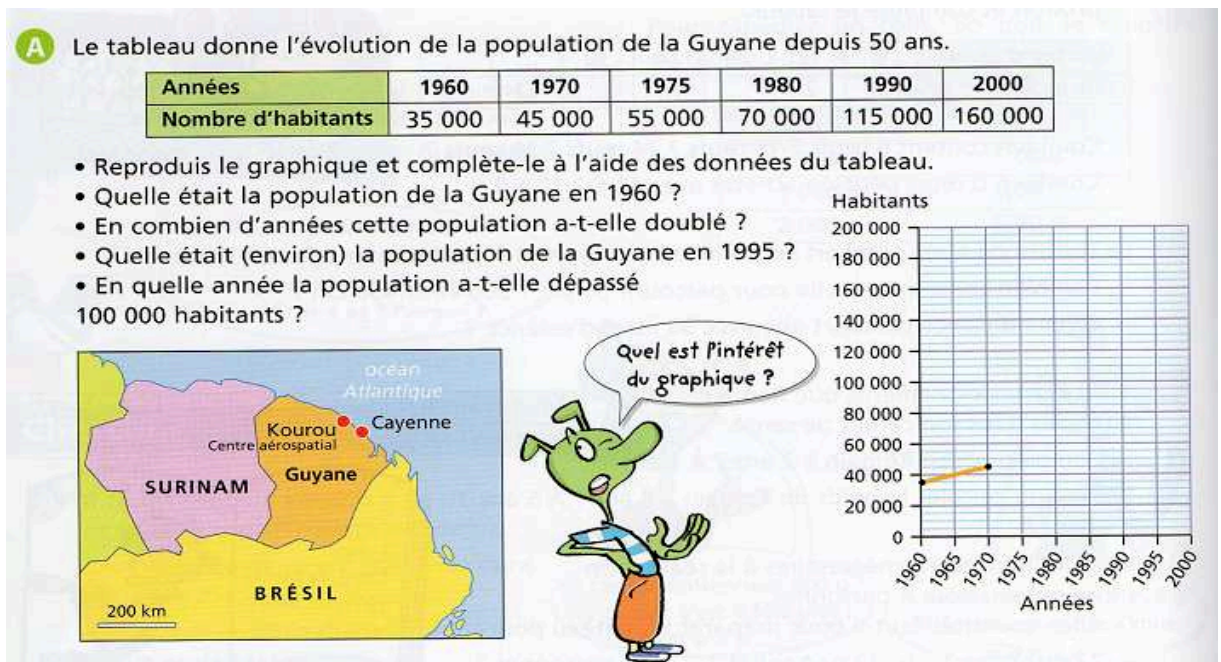 A Le tableau donne l'évolution de la population de la Guyane depuis 50 ans.
Années 1960 1970 1975 1980 1990 2000
Nombre d'habitants 35 000 45 000 55 000 70 000 115 000 160 000
• Reproduis le graphique et complète-le à l'aide des données du tableau.
• Quelle était la population de la Guyane en 1960 ?
• En combien d'années cette population a-t-elle doublé ?
• Quelle était (environ) la population de la Guyane en 1995 ?
• En quelle année la population a-t-elle dépassé
100 000 habitants ?
océan
Atlantique
Kourou
Cayenne
Centre aérospatial
Guyane
SURINAM
BRÉSIL
200 km
Quel est l'intérêt
du graphique ?
Habitants
200 000
180 000
160 000
140 000
120 000
100 000
80 000
60 000
40 000
20 000
0
1960 1965 1970 1975 1980 1985 1990 1995 2000
Années